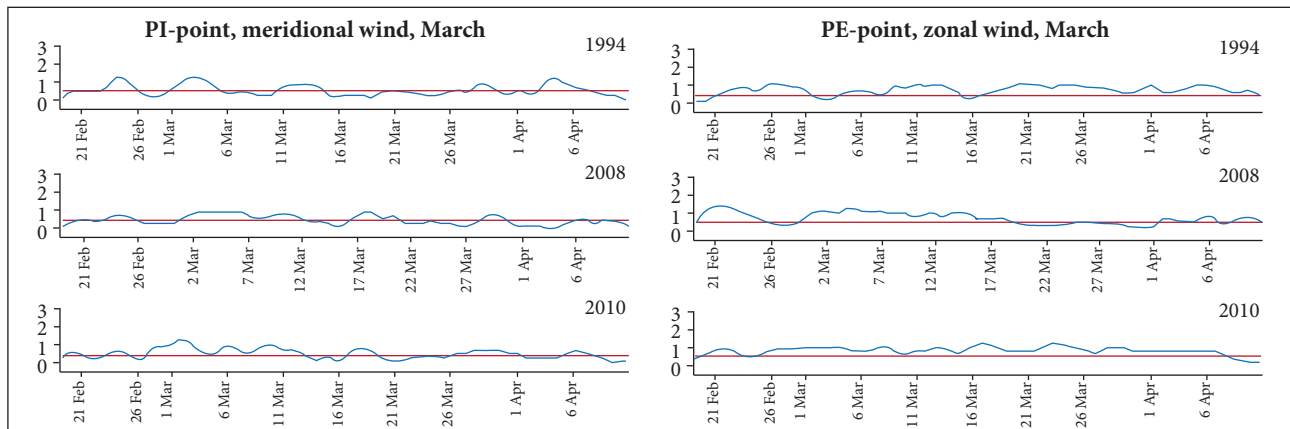 PI-point, meridional wind, March
1994
3
2
1
0
21 Feb
26 Feb
1 Mar
6 Mar
11 Mar
16 Mar
21 Mar
26 Mar
1 Apr
6 Apr
2008
3
2
1
0
21 Feb
26 Feb
2 Mar
7 Mar
12 Mar
17 Mar
22 Mar
27 Mar
1 Apr
6 Apr
2010
3
2
1
0
21 Feb
26 Feb
1 Mar
6 Mar
11 Mar
16 Mar
21 Mar
26 Mar
1 Apr
6 Apr
PE-point, zonal wind, March
1994
3
2
1
0
21 Feb
26 Feb
1 Mar
6 Mar
11 Mar
16 Mar
21 Mar
26 Mar
1 Apr
6 Apr
2008
3
2
1
0
21 Feb
26 Feb
2 Mar
7 Mar
12 Mar
17 Mar
22 Mar
27 Mar
1 Apr
6 Apr
2010
3
2
1
0
21 Feb
26 Feb
1 Mar
6 Mar
11 Mar
16 Mar
21 Mar
26 Mar
1 Apr
6 Apr